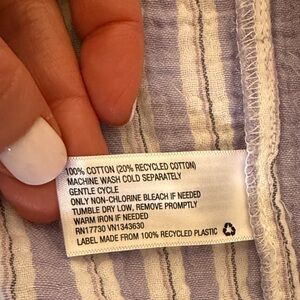 100% COTTON (20% RECYCLED COTTON)
MACHINE WASH COLD SEPARATELY
GENTLE CYCLE
ONLY NON-CHLORINE BLEACH IF NEEDED
TUMBLE DRY LOW, REMOVE PROMPTLY
WARM IRON IF NEEDED
RN17730 VN1343630
LABEL MADE FROM 100% RECYCLED PLASTIC